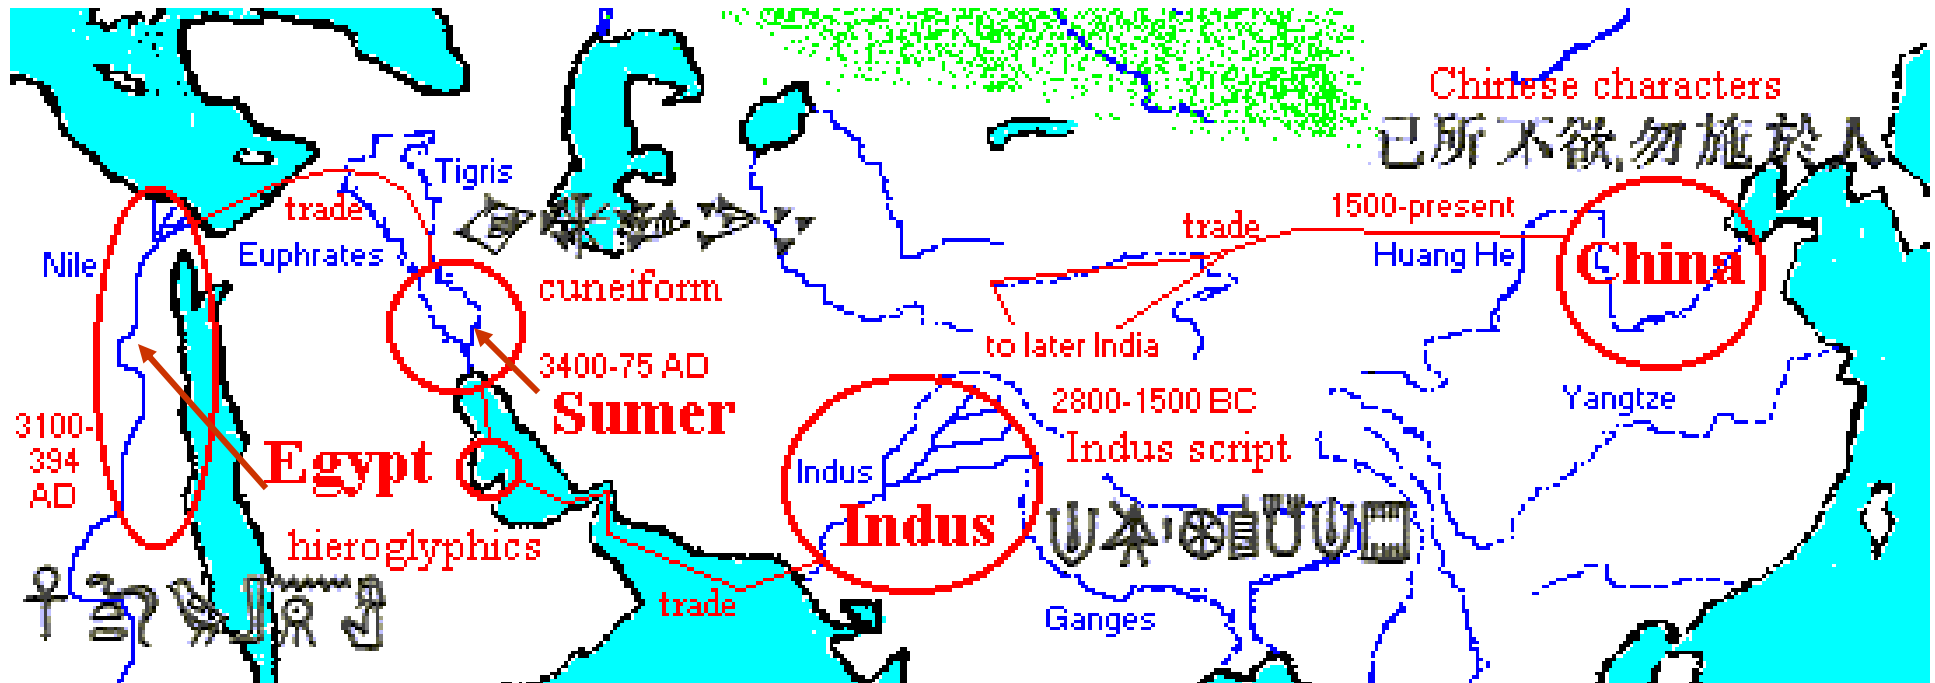 Chinese characters
已所不欲,勿施於人
Tigris
trade
1500-present
trade
Nile
Euphrates
Huang He
China
cuneiform
to later India
3400-75 AD
Sumer
2800-1500 BC
Yangtze
3100-
394
AD
Egypt
Indus
Indus script
Indus
hieroglyphics
trade
Ganges